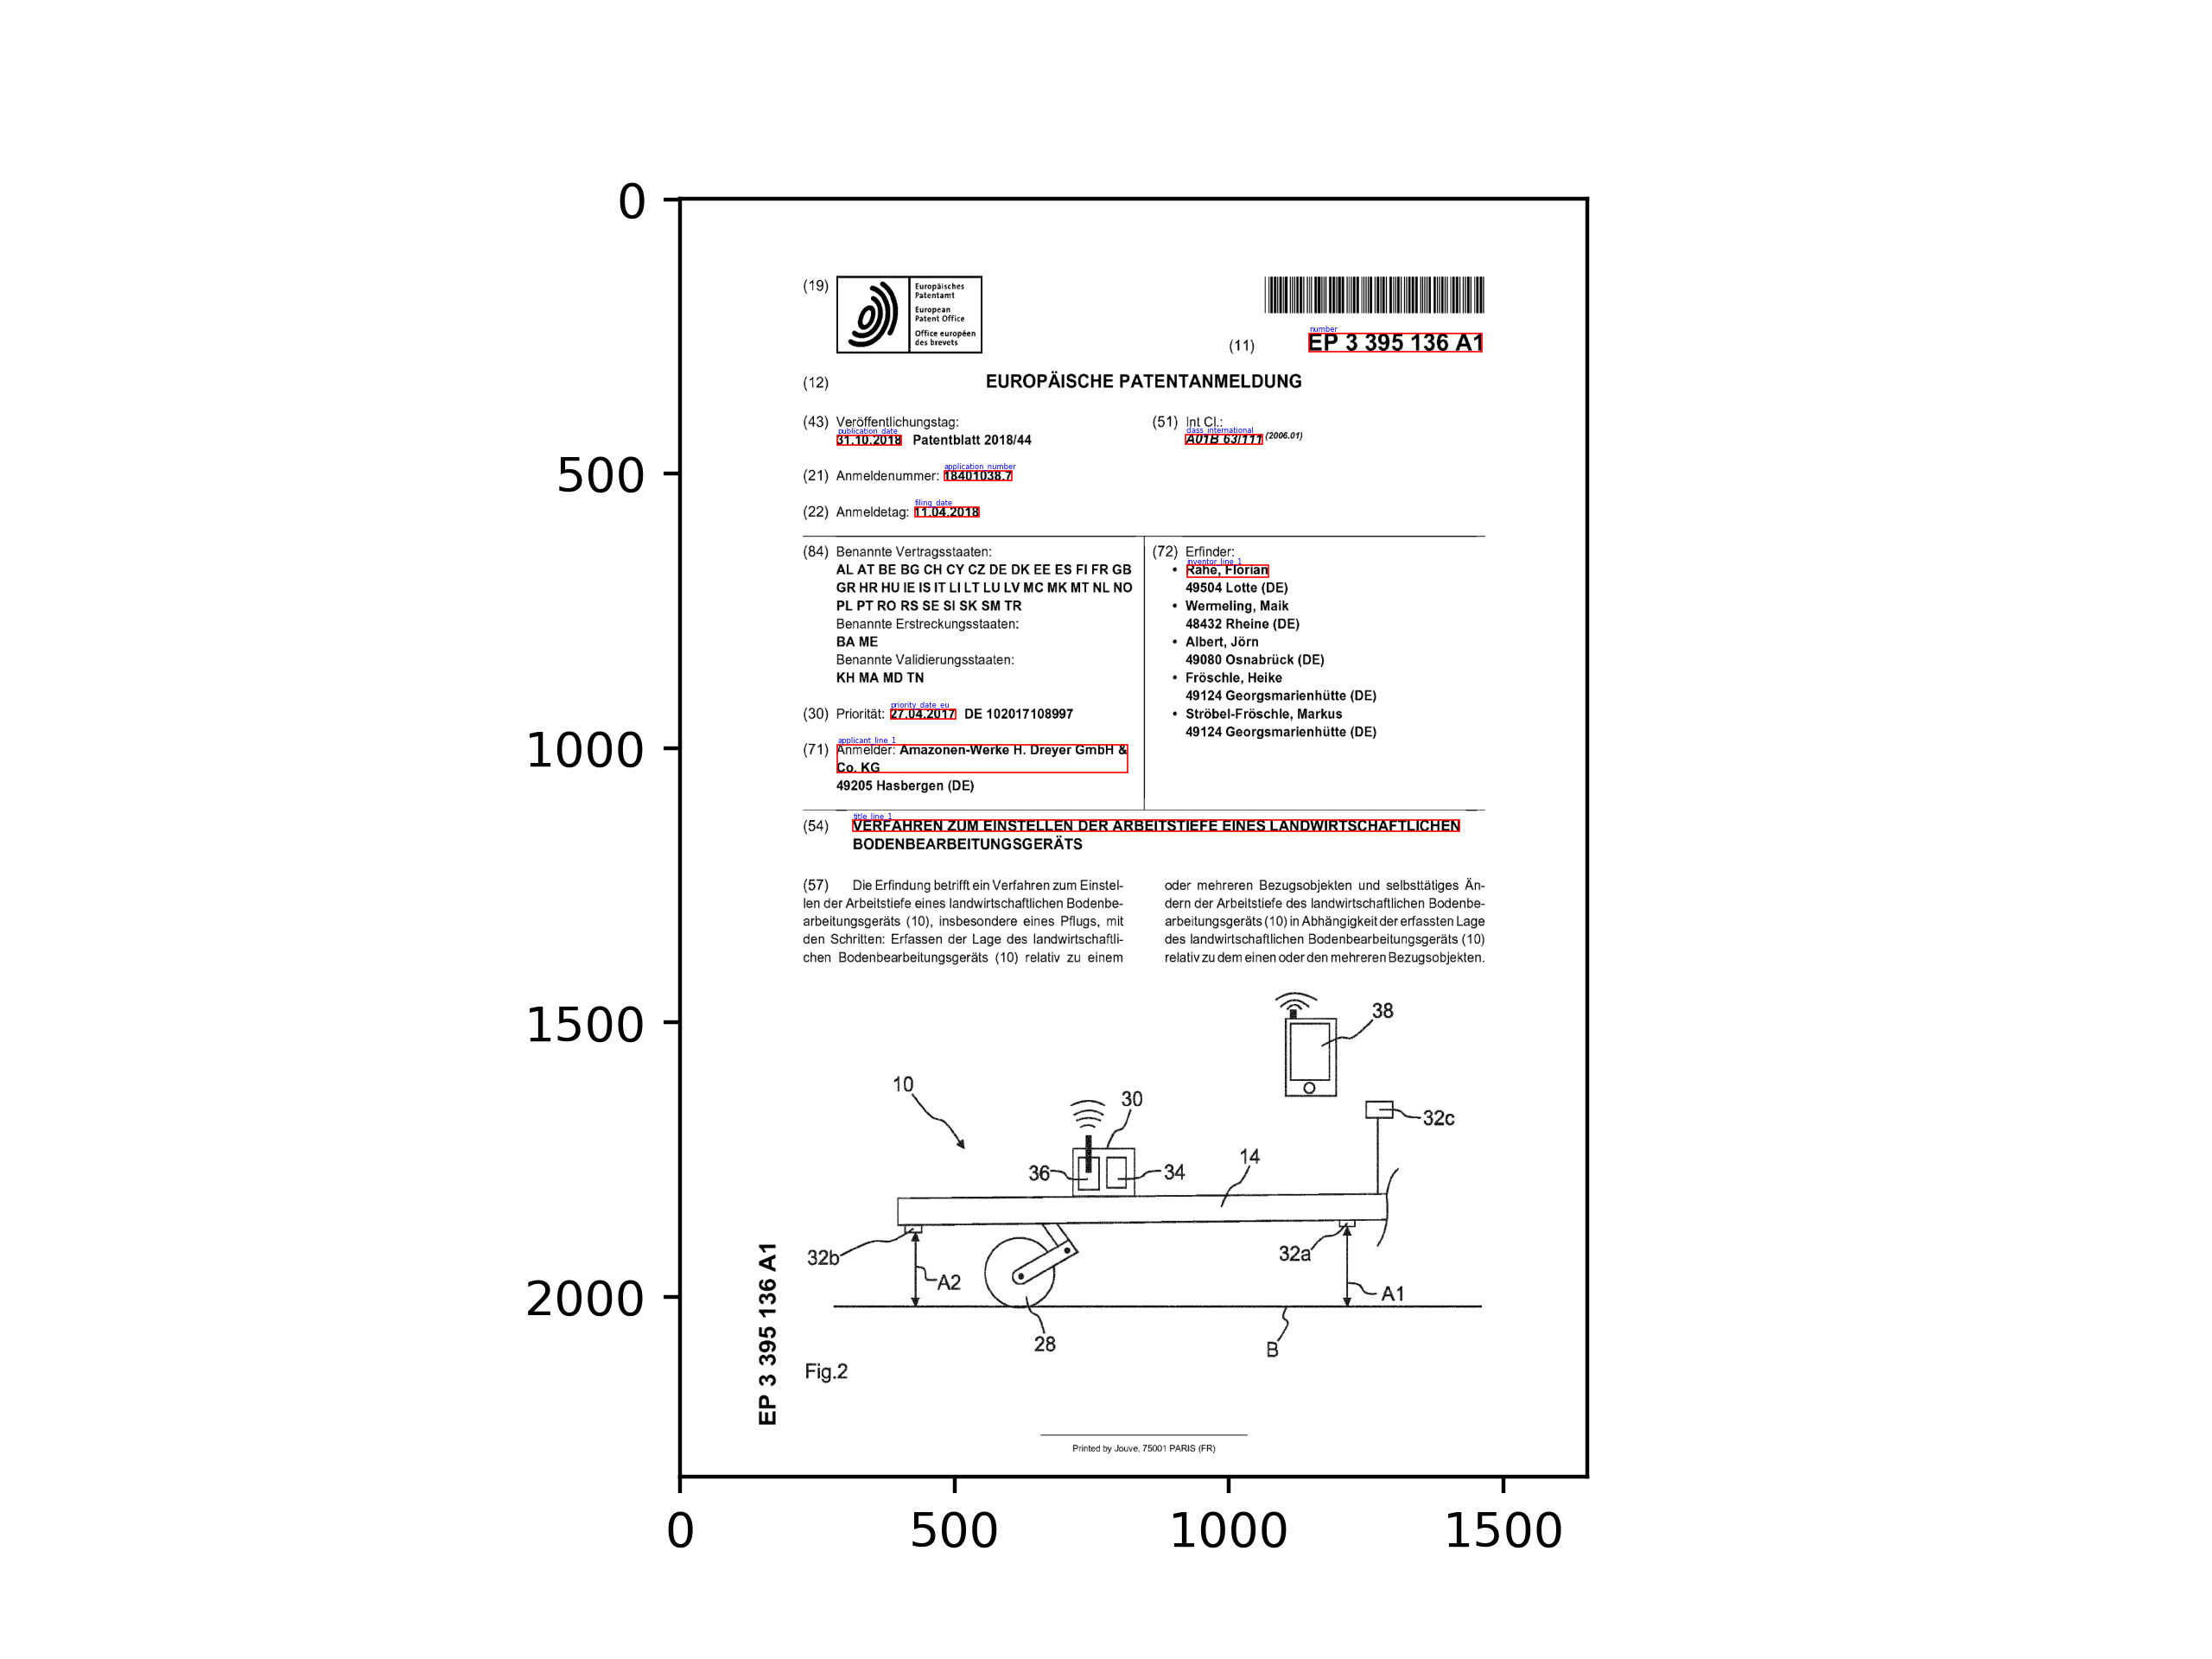 0
500
1000
1500
2000
0
500
1000
1500
(19)
Europäisches
Patentamt
European
Patent Office
Office européen
des brevets
number
(11)
EP 3 395 136 A1
(12)
EUROPÄISCHE PATENTANMELDUNG
(43) Veröffentlichungstag:
publication_date
31.10.2018 Patentblatt 2018/44
(51) Int Cl.:
class_international
A01B 63/111 (2006.01)
application_number
(21) Anmeldenummer: 18401038.7
filing_date
(22) Anmeldetag: 11.04.2018
(84) Benannte Vertragsstaaten:
AL AT BE BG CH CY CZ DE DK EE ES FI FR GB
GR HR HU IE IS IT LI LT LU LV MC MK MT NL NO
PL PT RO RS SE SI SK SM TR
Benannte Erstreckungsstaaten:
BA ME
Benannte Validierungsstaaten:
KH MA MD TN
priority_date_eu
(30) Priorität: 27.04.2017 DE 102017108997
applicant_line_1
(71) Anmelder: Amazonen-Werke H. Dreyer GmbH &
Co. KG
49205 Hasbergen (DE)
(72) Erfinder:
inventor_line_1
• Rahe, Florian
49504 Lotte (DE)
• Wermeling, Maik
48432 Rheine (DE)
• Albert, Jörn
49080 Osnabrück (DE)
• Fröschle, Heike
49124 Georgsmarienhütte (DE)
• Ströbel-Fröschle, Markus
49124 Georgsmarienhütte (DE)
title_line_1
(54) VERFAHREN ZUM EINSTELLEN DER ARBEITSTIEFE EINES LANDWIRTSCHAFTLICHEN
BODENBEARBEITUNGSGERÄTS
(57) Die Erfindung betrifft ein Verfahren zum Einstel-
len der Arbeitstiefe eines landwirtschaftlichen Bodenbe-
arbeitungsgeräts (10), insbesondere eines Pflugs, mit
den Schritten: Erfassen der Lage des landwirtschaftli-
chen Bodenbearbeitungsgeräts (10) relativ zu einem
oder mehreren Bezugsobjekten und selbsttätiges Än-
dern der Arbeitstiefe des landwirtschaftlichen Bodenbe-
arbeitungsgeräts (10) in Abhängigkeit der erfassten Lage
des landwirtschaftlichen Bodenbearbeitungsgeräts (10)
relativ zu dem einen oder den mehreren Bezugsobjekten.
38
10
30
32c
36
34
14
32b
A2
32a
A1
28
B
Fig.2
EP 3 395 136 A1
Printed by Jouve, 75001 PARIS (FR)